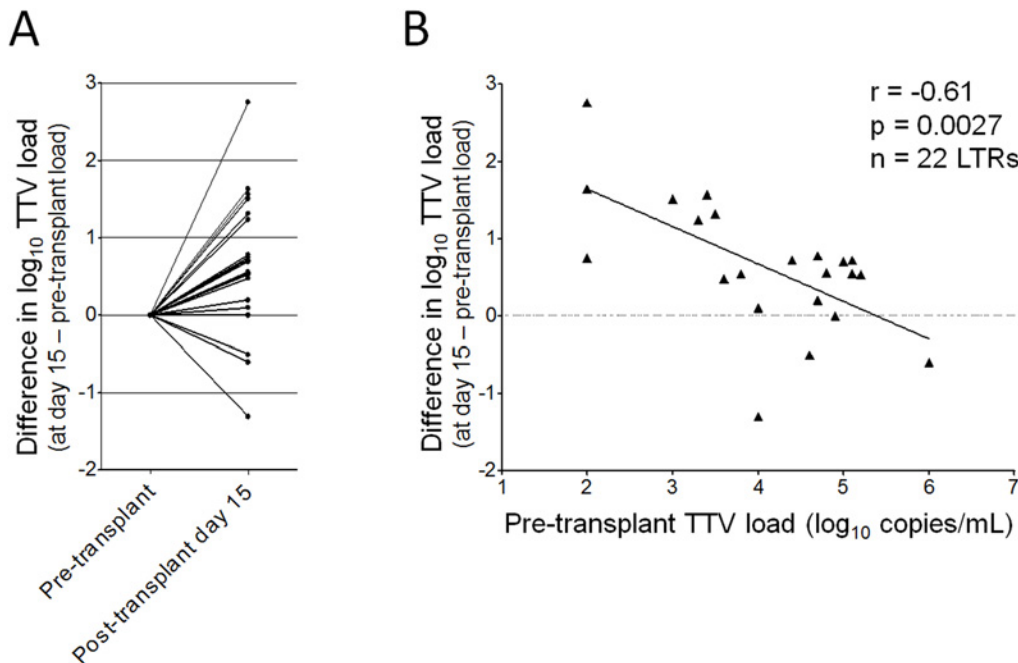 A
Difference in log₁₀ TTV load
(at day 15 – pre-transplant load)
3
2
1
0
-1
-2
Pre-transplant
Post-transplant day 15
B
Difference in log₁₀ TTV load
(at day 15 – pre-transplant load)
3
2
1
0
-1
-2
r = -0.61
p = 0.0027
n = 22 LTRs
1 2 3 4 5 6 7
Pre-transplant TTV load (log₁₀ copies/mL)